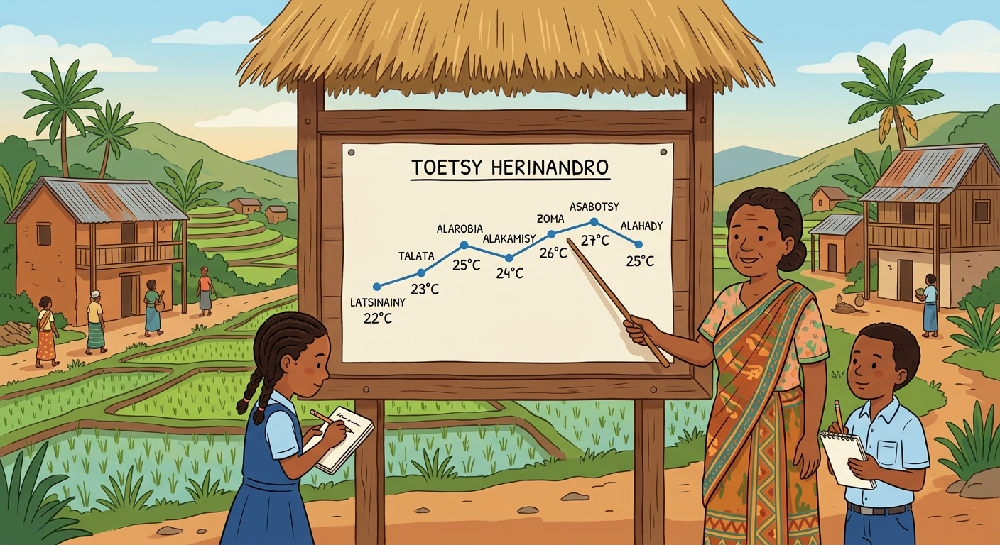 TOETSY HERINANDRO
LATSINAINY
22°C
TALATA
23°C
ALAROBIA
25°C
ALAKAMISY
24°C
ZOMA
26°C
ASABOTSY
27°C
ALAHADY
25°C